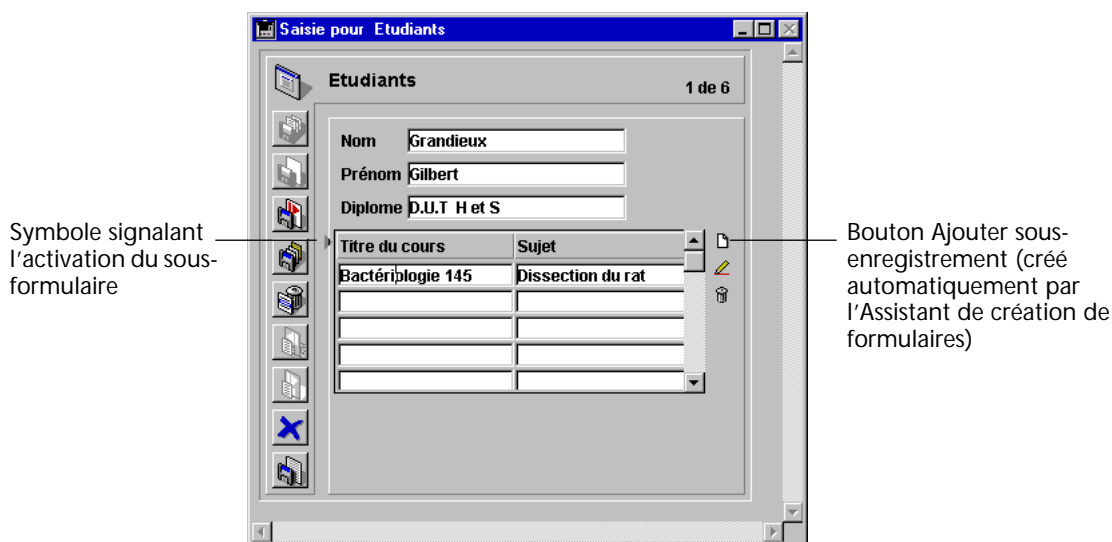 Saisie pour Etudiants
Etudiants
1 de 6
Nom Grandieux
Prénom Gilbert
Diplome D.U.T H et S
Titre du cours Sujet
Bactériologie 145 Dissection du rat
Symbole signalant
l'activation du sous-
formulaire
Bouton Ajouter sous-
enregistrement (créé
automatiquement par
l'Assistant de création de
formulaires)